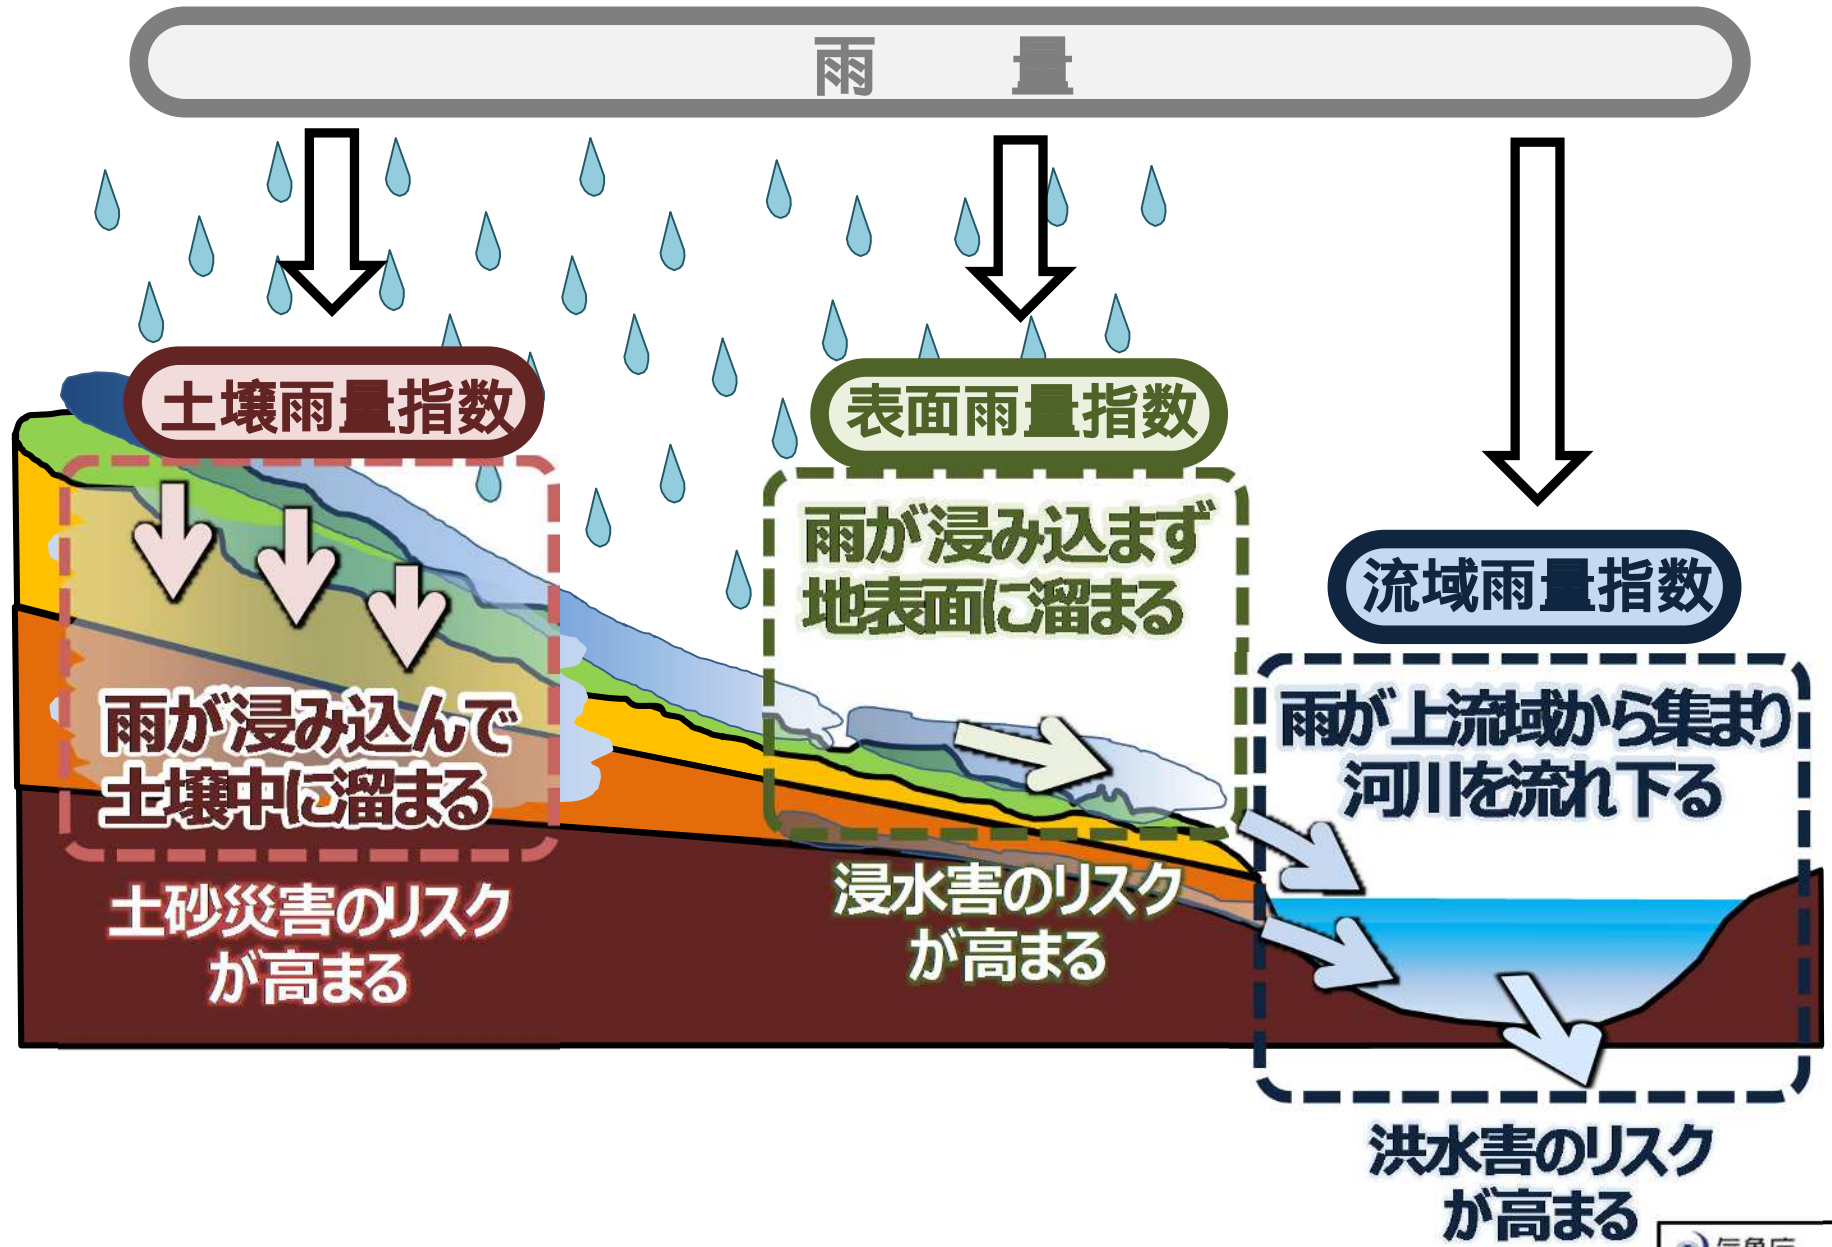 雨　量
土壌雨量指数
雨が浸み込んで
土壌中に溜まる
土砂災害のリスク
が高まる
表面雨量指数
雨が浸み込まず
地表面に溜まる
浸水害のリスク
が高まる
流域雨量指数
雨が上流域から集まり
河川を流れ下る
洪水害のリスク
が高まる